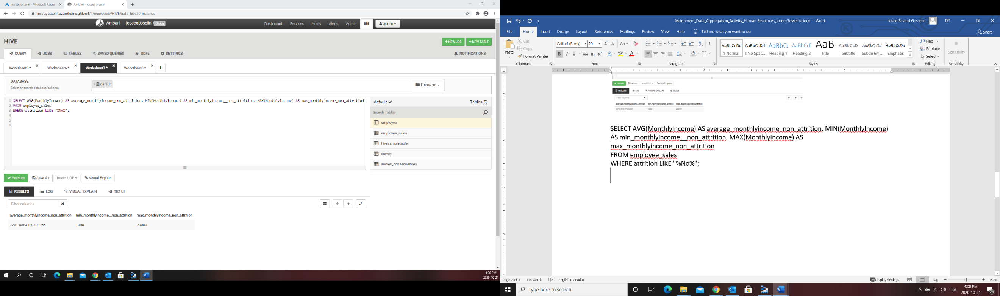 joseegosselin - Microsoft Azure
Ambari - joseegosselin
joseegosselin.azurehdinsight.net/#/main/view/HIVE/auto_hive20_instance
Ambari joseegosselin 0 ops
Dashboard Services Hosts Alerts Admin admin
HIVE
+ NEW JOB + NEW TABLE
QUERY JOBS TABLES SAVED QUERIES UDFs SETTINGS NOTIFICATIONS
Worksheet5 * Worksheet6 * Worksheet7 * Worksheet8 * +
DATABASE
Select or search database/schema
× default
Browse
1 SELECT AVG(MonthlyIncome) AS average_monthlyincome_non_attrition, MIN(MonthlyIncome) AS min_monthlyincome__non_attrition, MAX(MonthlyIncome) AS max_monthlyincome_non_attrition
2 FROM employee_sales
3 WHERE attrition LIKE "%No%";
4
5
6
default Tables(5)
Search Tables
employee
employee_sales
hivesampletable
survey
survey_consequences
Execute Save As Insert UDF Visual Explain
RESULTS LOG VISUAL EXPLAIN TEZ UI
Filter columns
average_monthlyincome_non_attrition min_monthlyincome__non_attrition max_monthlyincome_non_attrition
7231.6384180790965 1000 20000
4:00 PM
2020-10-21
Assignment_Data_Aggregation_Activity_Human Resources_Josee Gosselin.docx - Word
Josee Savard Gosselin
File Home Insert Design Layout References Mailings Review View Help Tell me what you want to do
Share
Paste
Cut
Copy
Format Painter
Clipboard
Calibri (Body) 20
Font
Paragraph
AaBbCcDd AaBbCcDd AaBbCc AaBbCcE AaB AaBbCcD AaBbCcDd AaBbCcDd
¶ Normal ¶ No Spac... Heading 1 Heading 2 Title Subtitle Subtle Em... Emphasis
Styles
Find
Replace
Select
Editing
Sensitivity
Sensitivity
Execute Save As Insert UDF Visual Explain
RESULTS LOG VISUAL EXPLAIN TEZ UI
Filter columns
average_monthlyincome_attrition min_monthlyincome_attrition max_monthlyincome_attrition
SELECT AVG(MonthlyIncome) AS average_monthlyincome_non_attrition, MIN(MonthlyIncome)
AS min_monthlyincome__non_attrition, MAX(MonthlyIncome) AS
max_monthlyincome_non_attrition
FROM employee_sales
WHERE attrition LIKE "%No%";
Page 2 of 3 116 words English (Canada)
Display Settings
150%
Type here to search
FRA
4:00 PM
2020-10-21
26